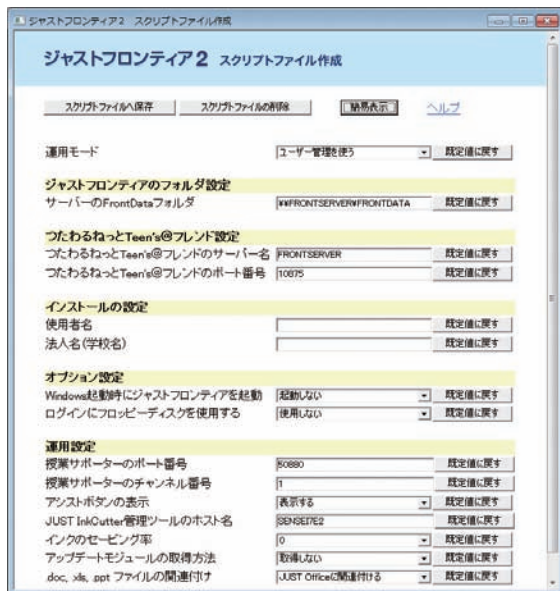 ジャストフロンティア2 スクリプトファイル作成
ジャストフロンティア2 スクリプトファイル作成
スクリプトファイルへ保存 スクリプトファイルの削除 簡易表示 ヘルプ
運用モード ユーザー管理を使う 既定値に戻す
ジャストフロンティアのフォルダ設定
サーバーのFrontDataフォルダ ¥¥FRONTSERVER¥FRONTDATA 既定値に戻す
つたわるねっとTeen's@フレンド設定
つたわるねっとTeen's@フレンドのサーバー名 FRONTSERVER 既定値に戻す
つたわるねっとTeen's@フレンドのポート番号 10875 既定値に戻す
インストールの設定
使用者名 既定値に戻す
法人名(学校名) 既定値に戻す
オプション設定
Windows起動時にジャストフロンティアを起動 起動しない 既定値に戻す
ログインにフロッピーディスクを使用する 使用しない 既定値に戻す
運用設定
授業サポーターのポート番号 50880 既定値に戻す
授業サポーターのチャンネル番号 1 既定値に戻す
アシストボタンの表示 表示する 既定値に戻す
JUST InkCutter管理ツールのホスト名 SENSEI7E2 既定値に戻す
インクのセービング率 0 既定値に戻す
アップデートモジュールの取得方法 取得しない 既定値に戻す
.doc, .xls, .ppt ファイルの関連付け JUST Officeに関連付ける 既定値に戻す